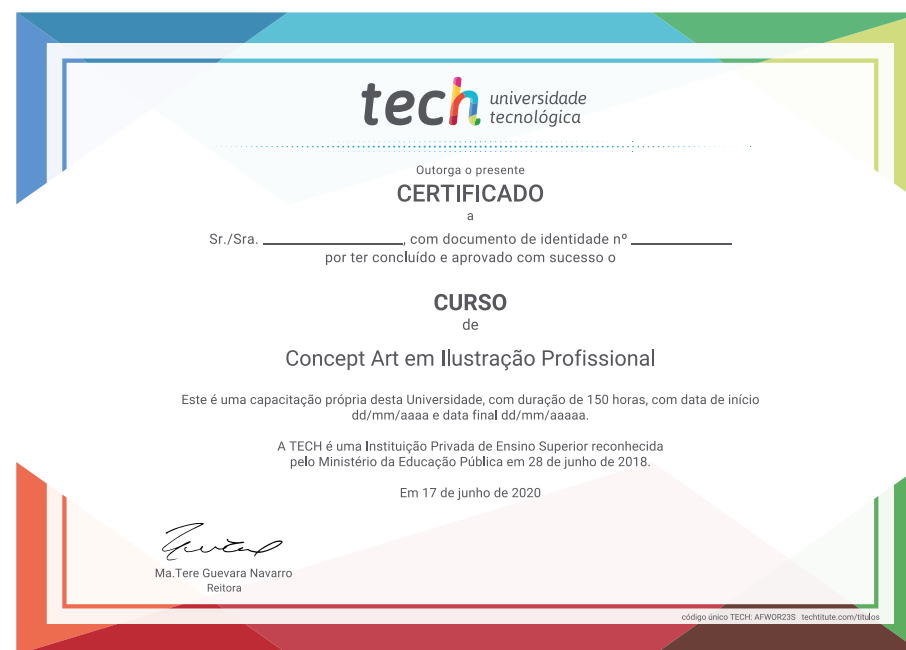 tech universidade
tecnológica
Outorga o presente
CERTIFICADO
a
Sr./Sra. ________________, com documento de identidade nº ____________
por ter concluído e aprovado com sucesso o
CURSO
de
Concept Art em Ilustração Profissional
Este é uma capacitação própria desta Universidade, com duração de 150 horas, com data de início
dd/mm/aaaa e data final dd/mm/aaaaa.
A TECH é uma Instituição Privada de Ensino Superior reconhecida
pelo Ministério da Educação Pública em 28 de junho de 2018.
Em 17 de junho de 2020
Ma.Tere Guevara Navarro
Reitora
código único TECH: AFWOR23S techtitute.com/titulos